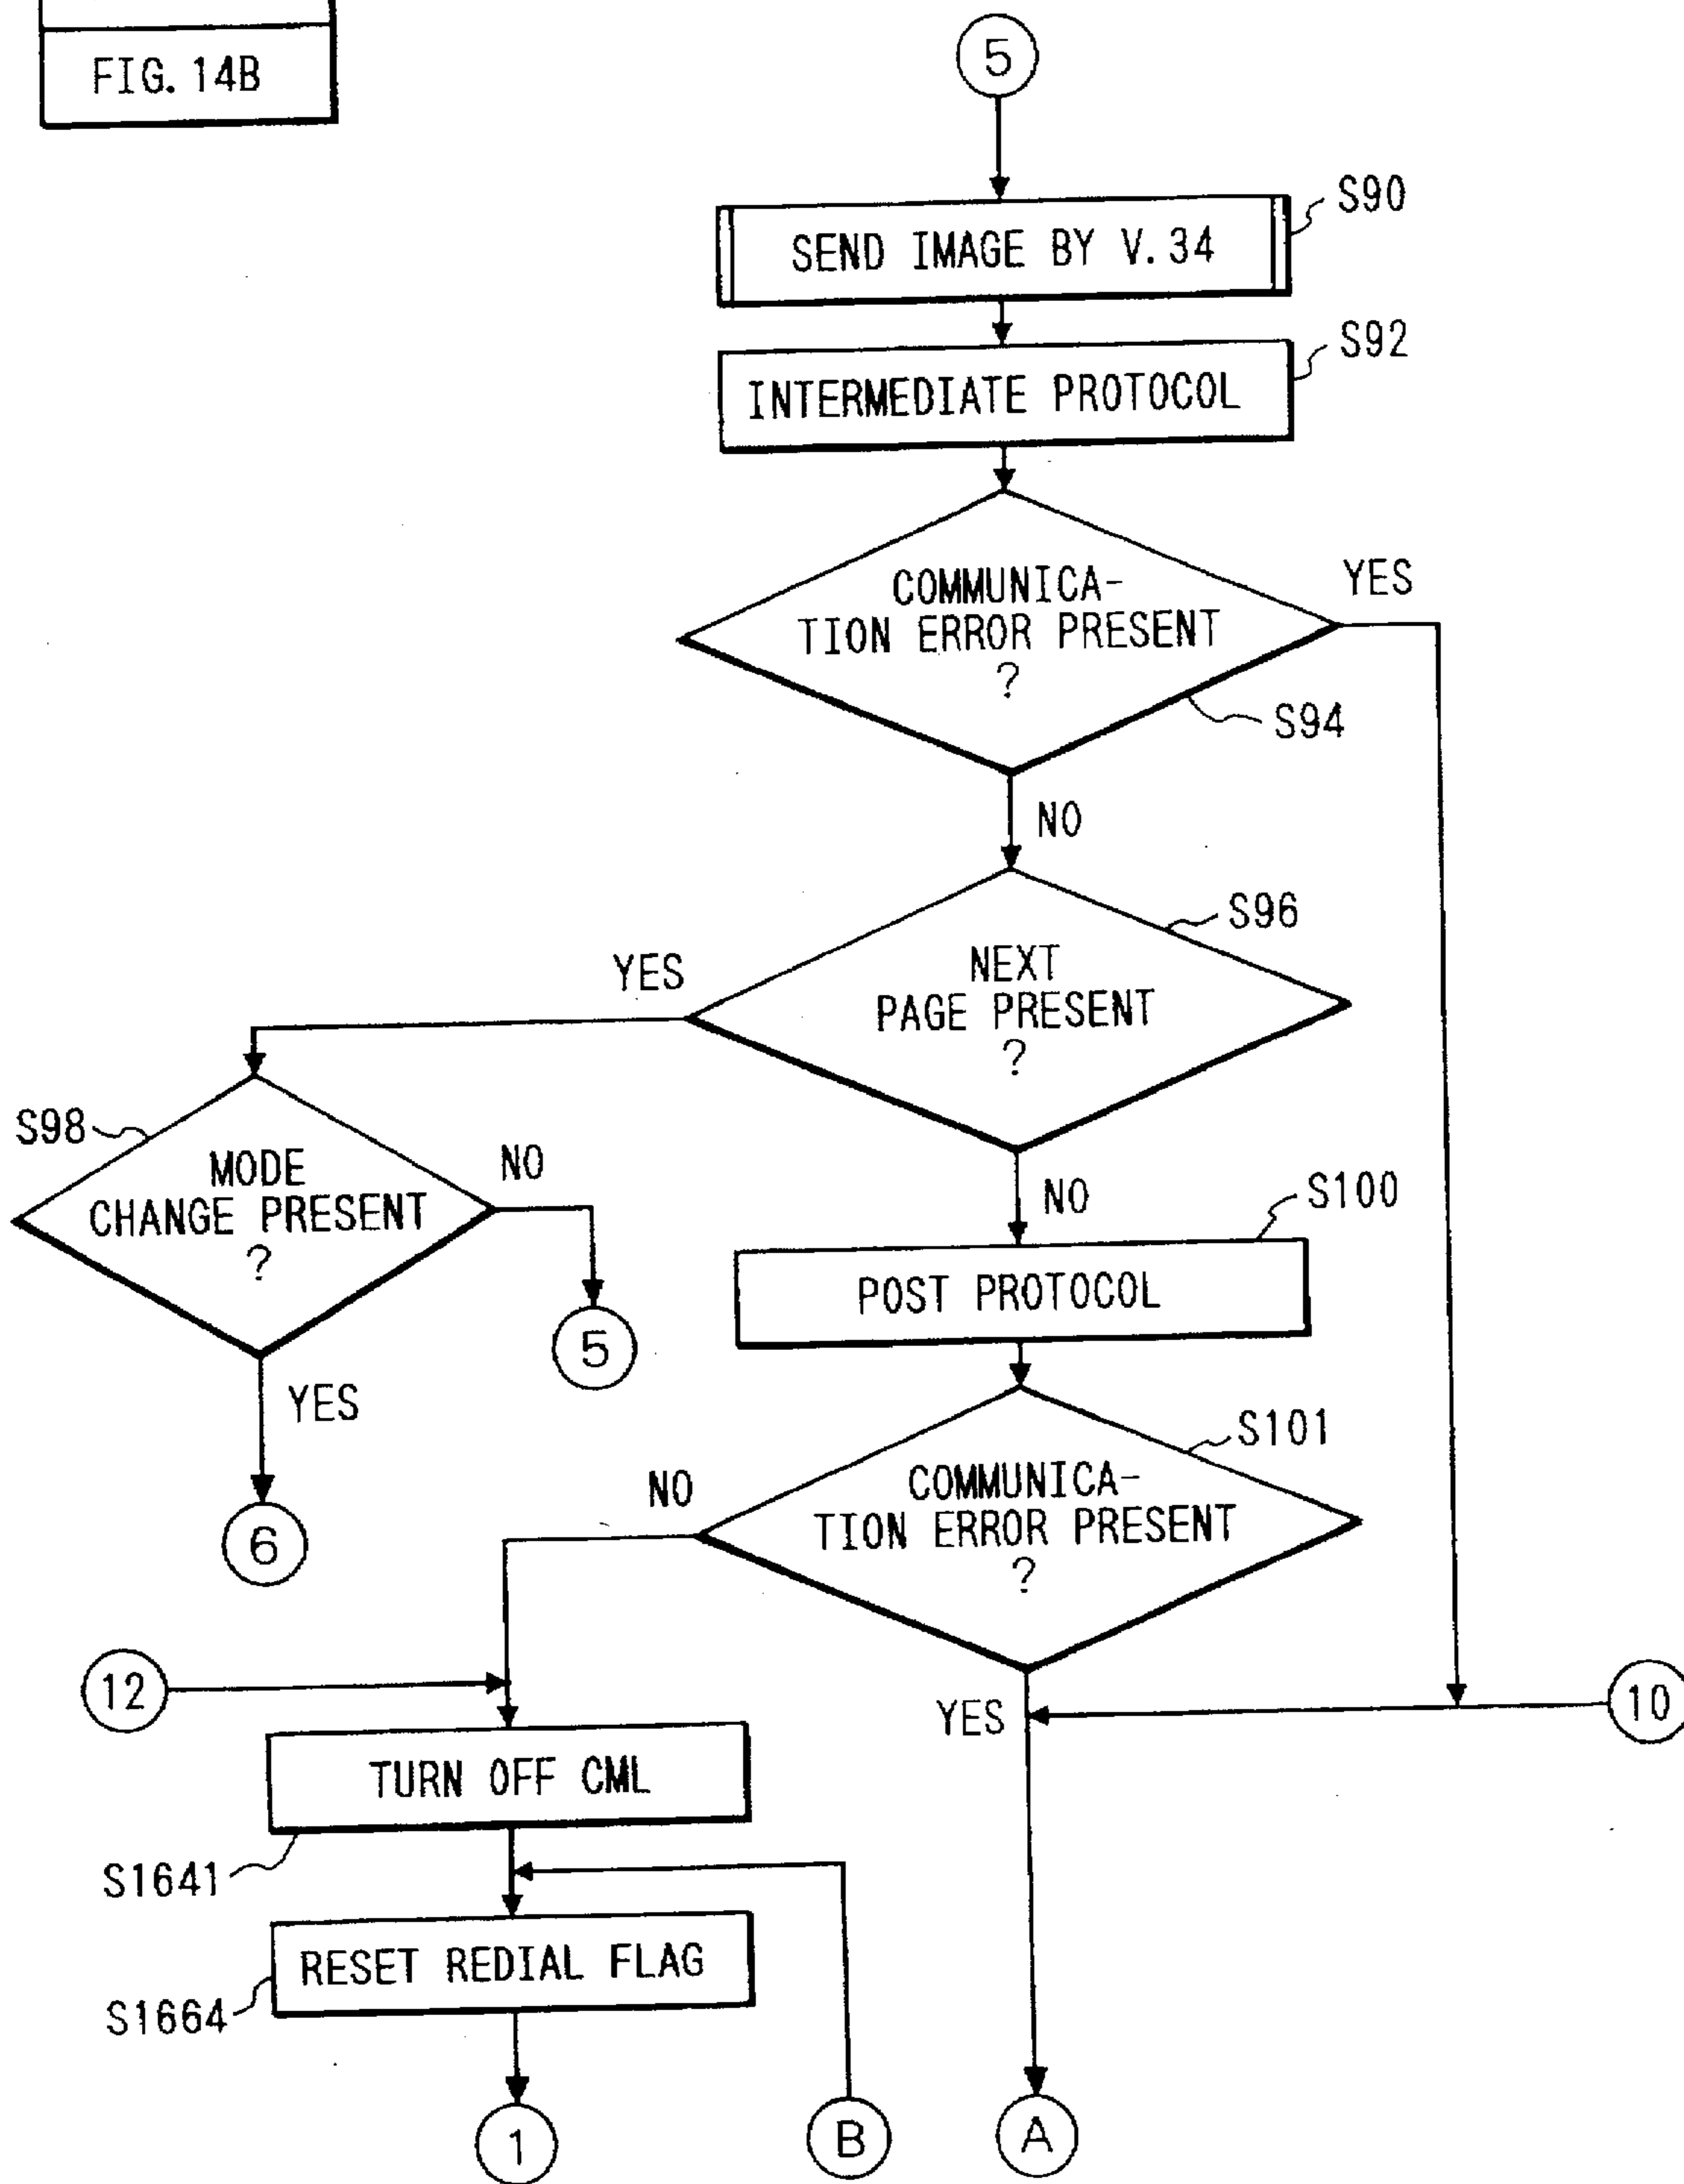 FIG. 14B
5
S90
SEND IMAGE BY V.34
S92
INTERMEDIATE PROTOCOL
COMMUNICA-
TION ERROR PRESENT
?
YES
S94
NO
S96
NEXT
PAGE PRESENT
?
YES
S98
MODE
CHANGE PRESENT
?
NO
5
YES
6
NO
S100
POST PROTOCOL
S101
COMMUNICA-
TION ERROR PRESENT
?
NO
12
YES
10
TURN OFF CML
S1641
RESET REDIAL FLAG
S1664
1
B
A